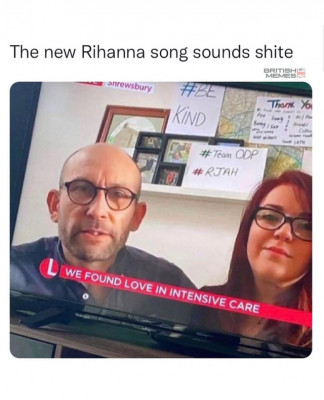 The new Rihanna song sounds shite
BRITISH
MEMES
Shrewsbury
#BE
KIND
Thank You
# Team ODP
# RJAH
L WE FOUND LOVE IN INTENSIVE CARE